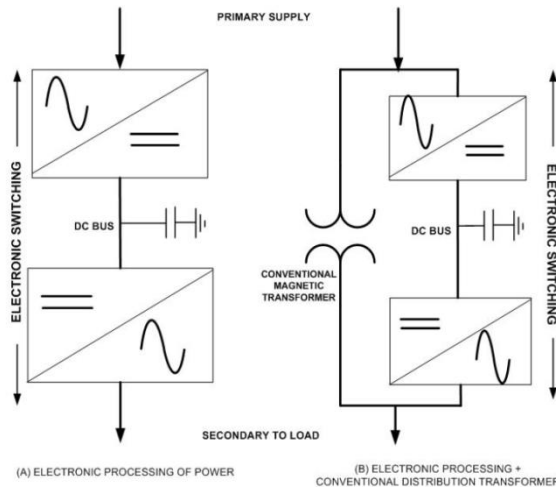 PRIMARY SUPPLY
ELECTRONIC SWITCHING
DC BUS
CONVENTIONAL
MAGNETIC
TRANSFORMER
DC BUS
ELECTRONIC SWITCHING
SECONDARY TO LOAD
(A) ELECTRONIC PROCESSING OF POWER
(B) ELECTRONIC PROCESSING +
CONVENTIONAL DISTRIBUTION TRANSFORMER